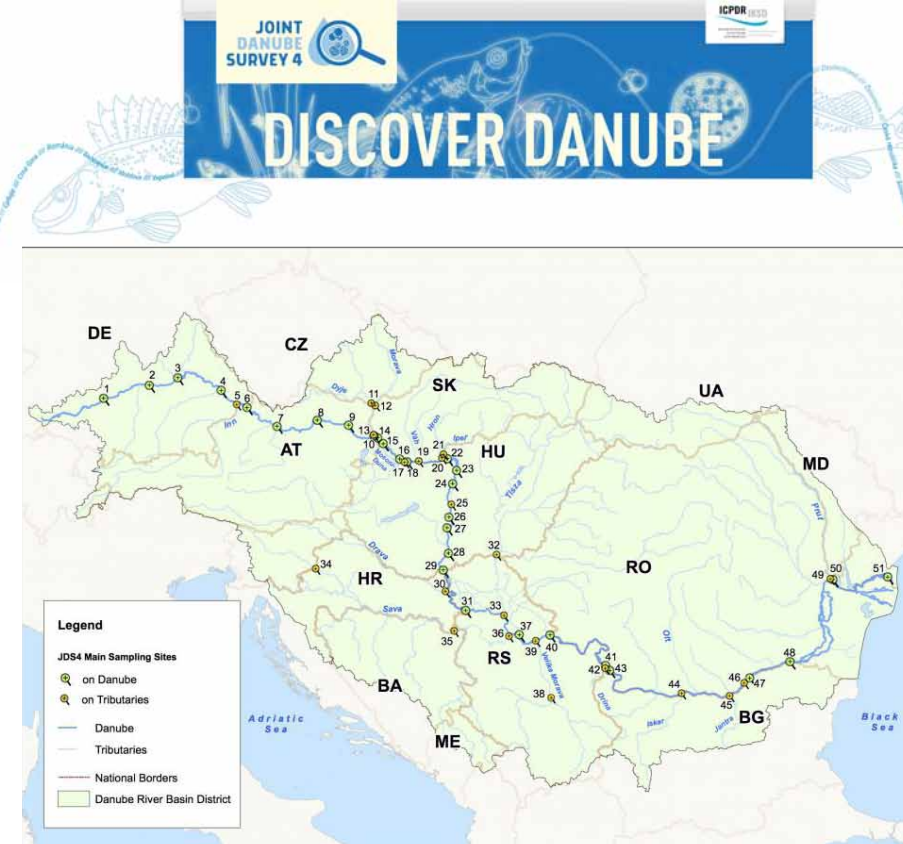 JOINT
DANUBE
SURVEY 4
ICPDR IKSD
DISCOVER DANUBE
DE
CZ
SK
UA
AT
HU
MD
HR
RO
BA
RS
ME
BG
Inn
Dyje
Morava
Váh
Hron
Ipeľ
Tisza
Drava
Sava
Velika Morava
Drina
Olt
Iskar
Jantra
Prut
Adriatic
Sea
Black
Sea
1
2
3
4
5
6
7
8
9
10
11
12
13
14
15
16
17
18
19
20
21
22
23
24
25
26
27
28
29
30
31
32
33
34
35
36
37
38
39
40
41
42
43
44
45
46
47
48
49
50
51
Legend
JDS4 Main Sampling Sites
on Danube
on Tributaries
Danube
Tributaries
National Borders
Danube River Basin District